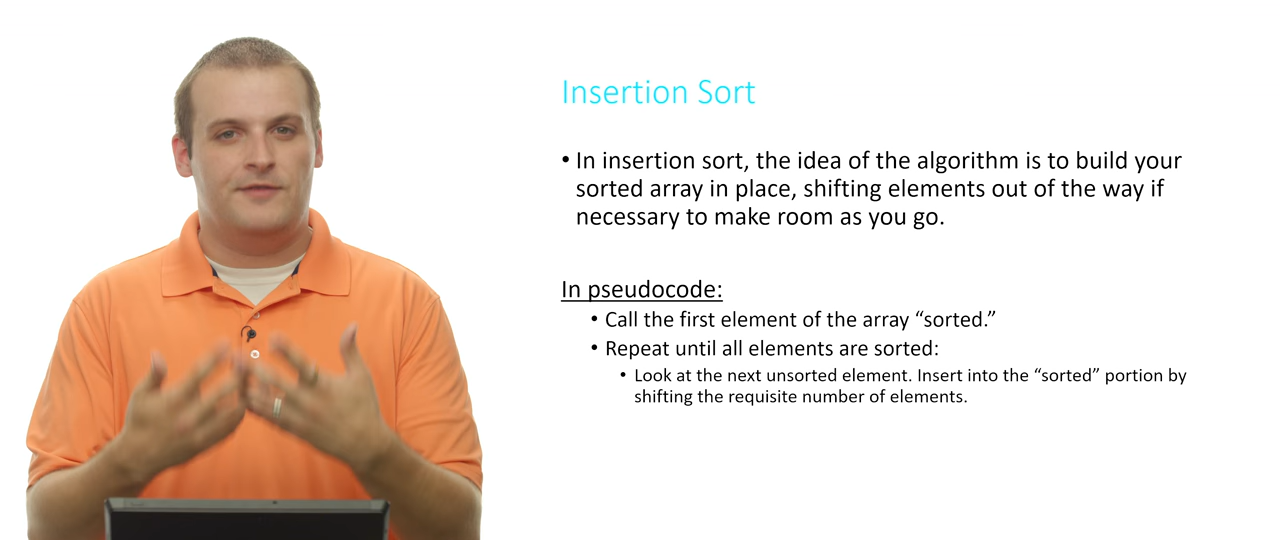 Insertion Sort
• In insertion sort, the idea of the algorithm is to build your
sorted array in place, shifting elements out of the way if
necessary to make room as you go.
In pseudocode:
• Call the first element of the array “sorted.”
• Repeat until all elements are sorted:
• Look at the next unsorted element. Insert into the “sorted” portion by
shifting the requisite number of elements.